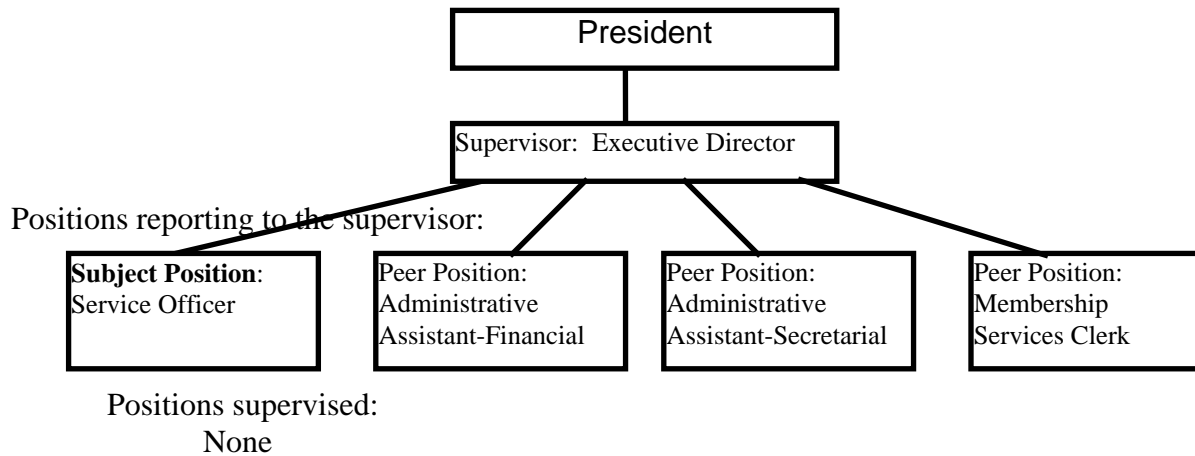 President
Supervisor:  Executive Director
Positions reporting to the supervisor:
Subject Position:
Service Officer
Peer Position:
Administrative
Assistant-Financial
Peer Position:
Administrative
Assistant-Secretarial
Peer Position:
Membership
Services Clerk
Positions supervised:
None